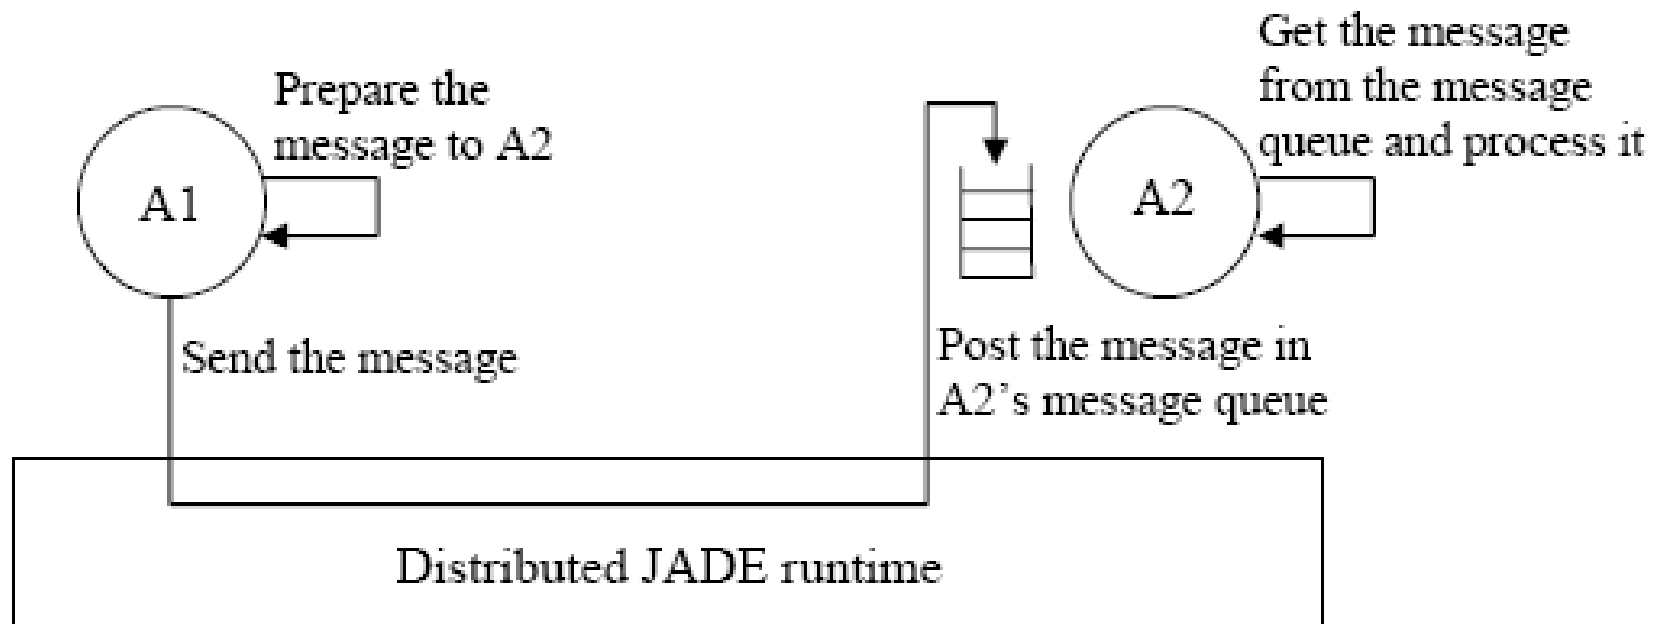 Prepare the
message to A2
A1
Send the message
Get the message
from the message
queue and process it
A2
Post the message in
A2’s message queue
Distributed JADE runtime